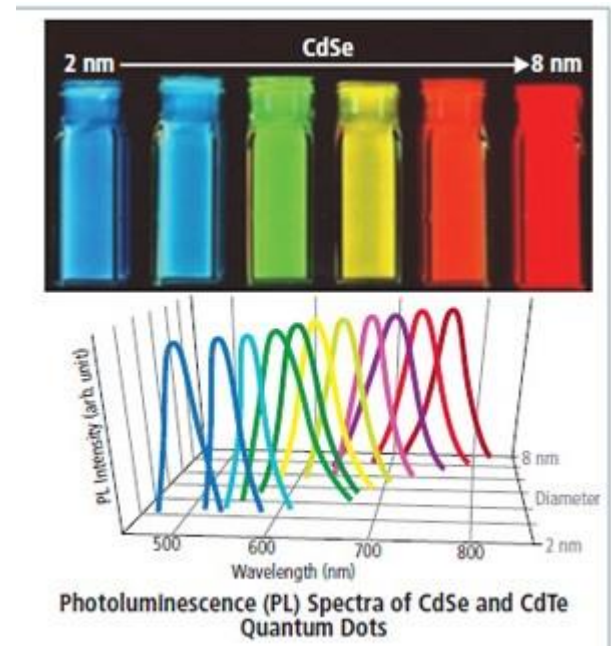 CdSe
2 nm
8 nm
PL Intensity (arb. unit)
8 nm
Diameter
2 nm
500
600
700
800
Wavelength (nm)
Photoluminescence (PL) Spectra of CdSe and CdTe
Quantum Dots